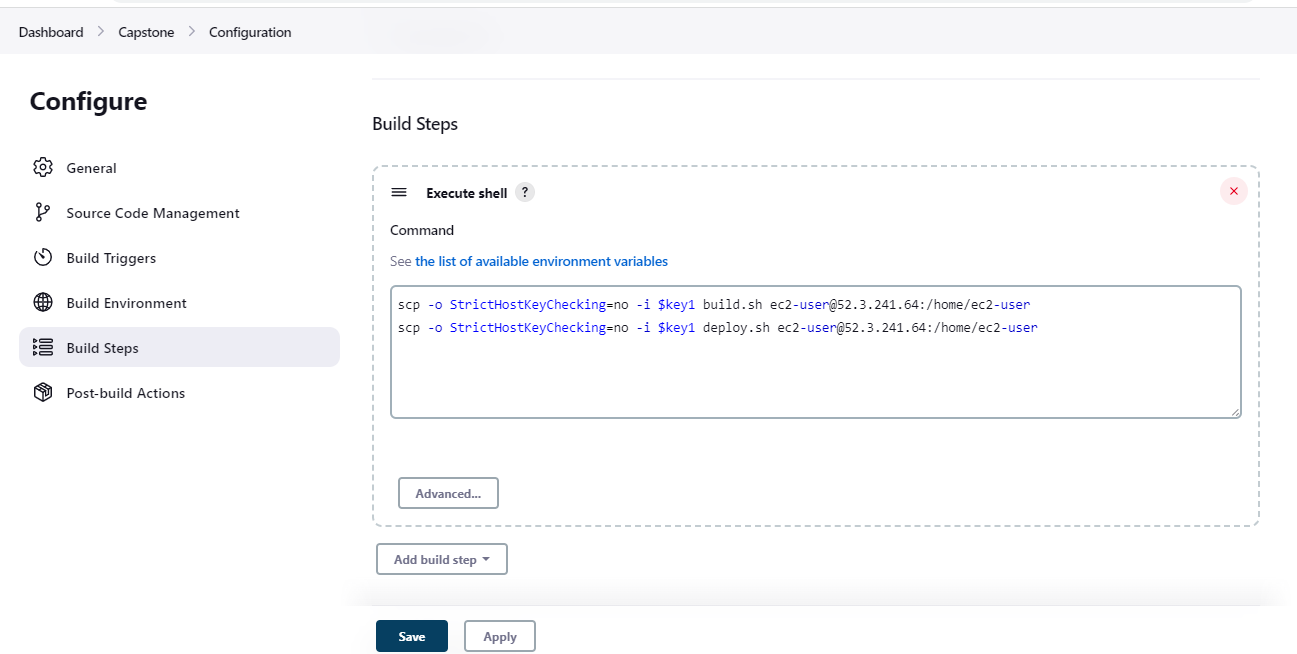 Dashboard > Capstone > Configuration
Configure
General
Source Code Management
Build Triggers
Build Environment
Build Steps
Post-build Actions
Build Steps
Execute shell ?
Command
See the list of available environment variables
scp -o StrictHostKeyChecking=no -i $key1 build.sh ec2-user@52.3.241.64:/home/ec2-user
scp -o StrictHostKeyChecking=no -i $key1 deploy.sh ec2-user@52.3.241.64:/home/ec2-user
Advanced...
Add build step
Save
Apply